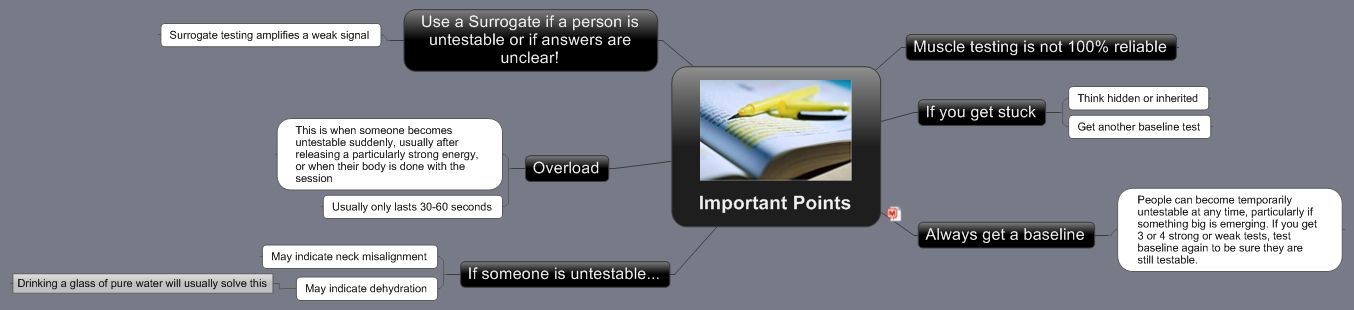 Important Points
Use a Surrogate if a person is
untestable or if answers are
unclear!
Surrogate testing amplifies a weak signal
Overload
This is when someone becomes
untestable suddenly, usually after
releasing a particularly strong energy,
or when their body is done with the
session
Usually only lasts 30-60 seconds
If someone is untestable...
May indicate neck misalignment
May indicate dehydration
Drinking a glass of pure water will usually solve this
Muscle testing is not 100% reliable
If you get stuck
Think hidden or inherited
Get another baseline test
Always get a baseline
People can become temporarily
untestable at any time, particularly if
something big is emerging. If you get
3 or 4 strong or weak tests, test
baseline again to be sure they are
still testable.